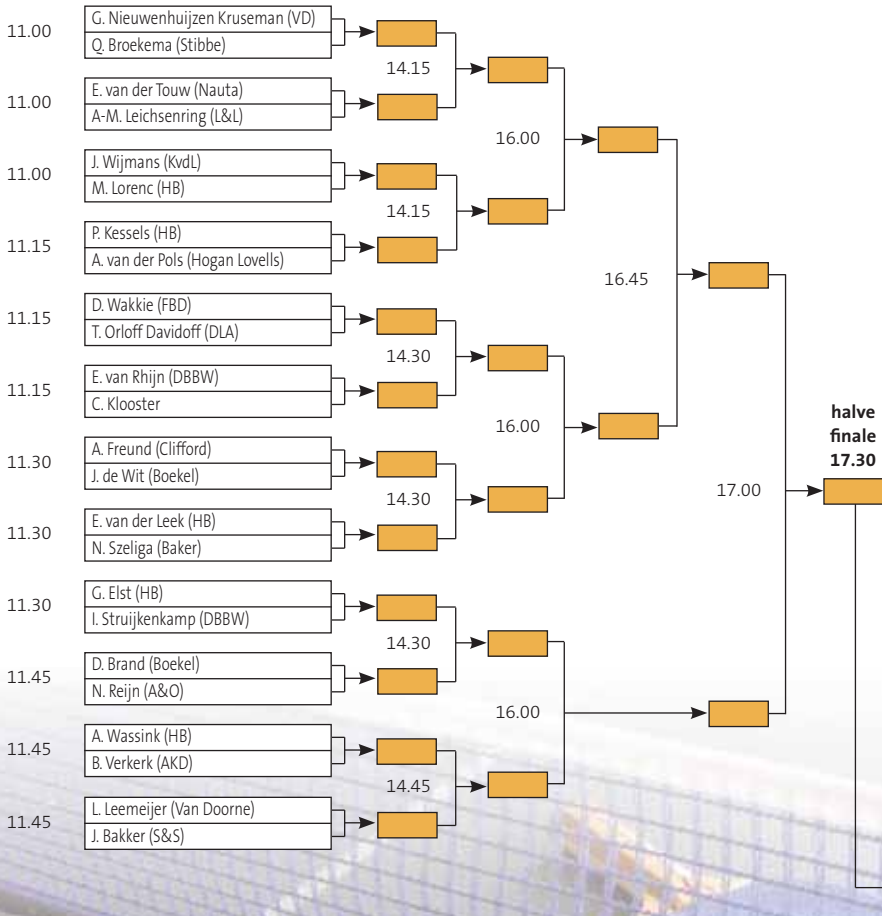 11.00
G. Nieuwenhuijzen Kruseman (VD)
Q. Broekema (Stibbe)
14.15
11.00
E. van der Touw (Nauta)
A-M. Leichsenring (L&L)
16.00
11.00
J. Wijmans (KvdL)
M. Lorenc (HB)
14.15
11.15
P. Kessels (HB)
A. van der Pols (Hogan Lovells)
16.45
11.15
D. Wakkie (FBD)
T. Orloff Davidoff (DLA)
14.30
11.15
E. van Rhijn (DBBW)
C. Klooster
16.00
halve
finale
17.30
11.30
A. Freund (Clifford)
J. de Wit (Boekel)
14.30
17.00
11.30
E. van der Leek (HB)
N. Szeliga (Baker)
11.30
G. Elst (HB)
I. Struijkenkamp (DBBW)
14.30
11.45
D. Brand (Boekel)
N. Reijn (A&O)
16.00
11.45
A. Wassink (HB)
B. Verkerk (AKD)
14.45
11.45
L. Leemeijer (Van Doorne)
J. Bakker (S&S)